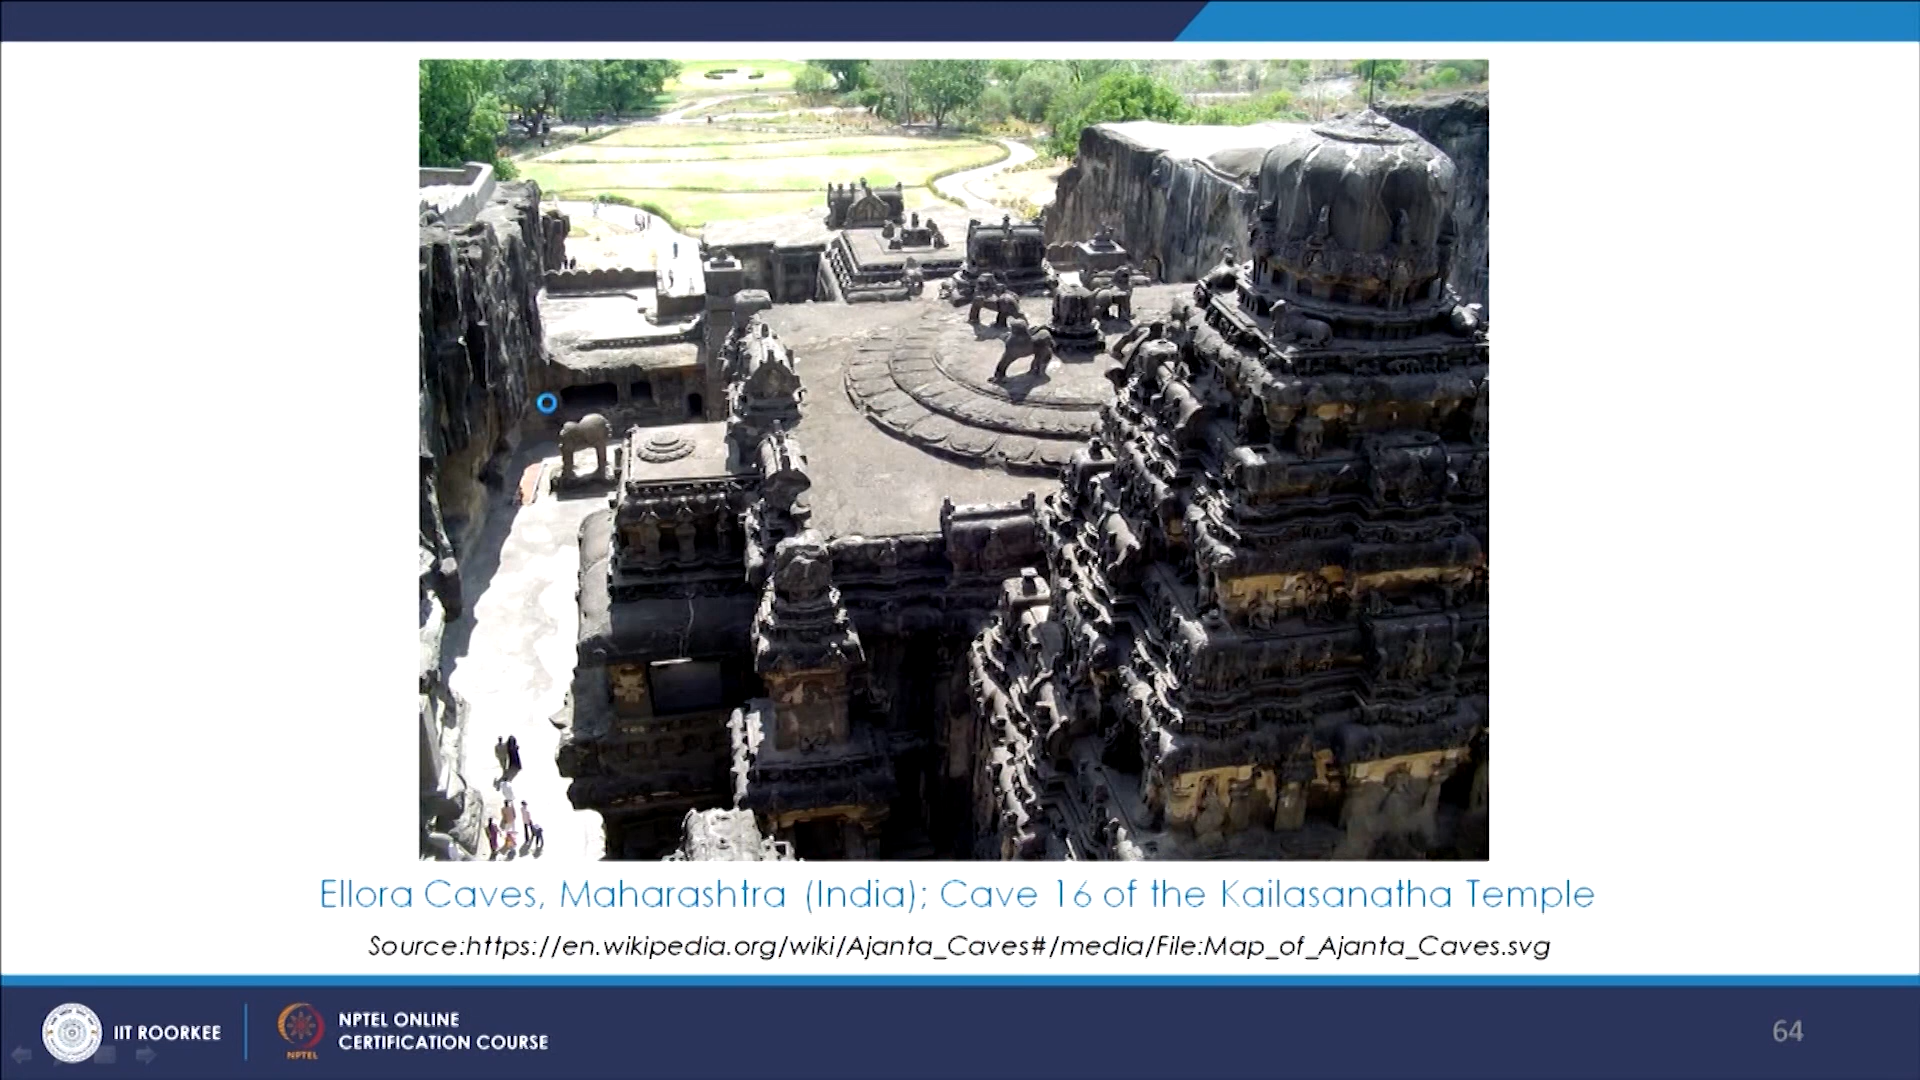 Ellora Caves, Maharashtra (India); Cave 16 of the Kailasanatha Temple
Source:https://en.wikipedia.org/wiki/Ajanta_Caves#/media/File:Map_of_Ajanta_Caves.svg
IIT ROORKEE
NPTEL
NPTEL ONLINE
CERTIFICATION COURSE
64